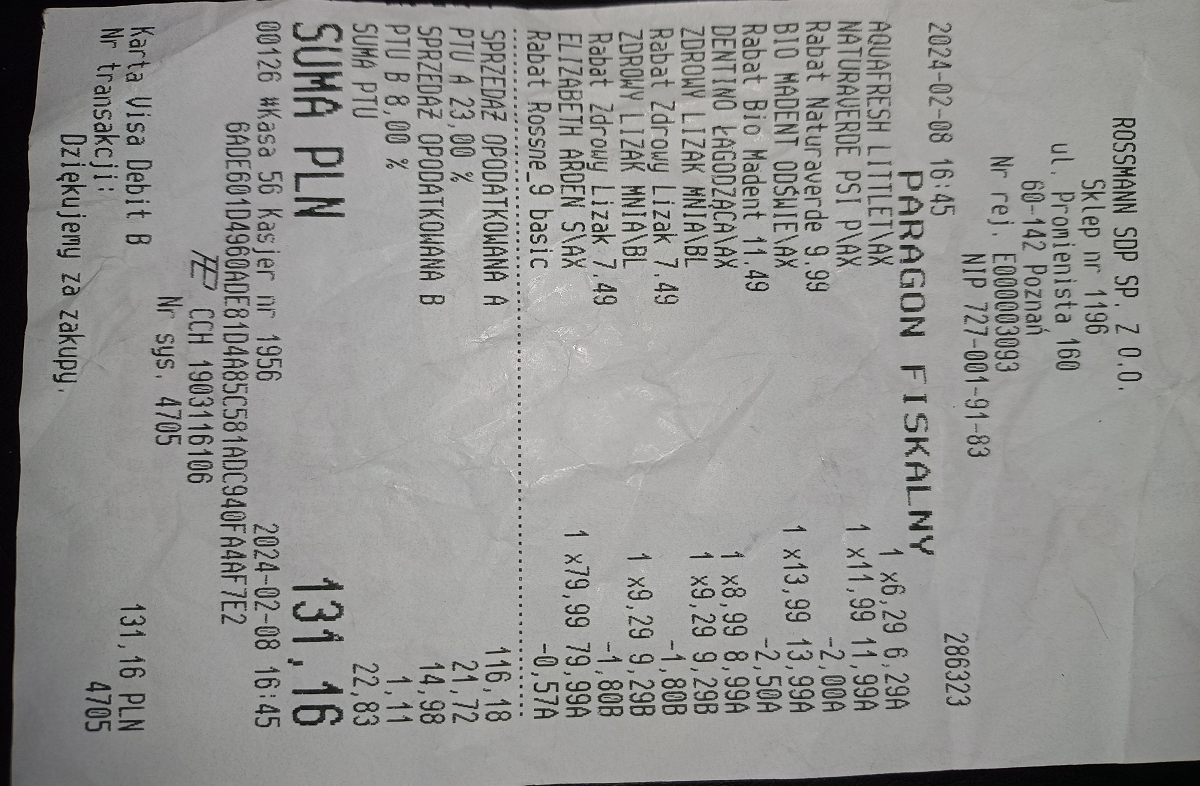 ROSSMANN SDP SP. Z O.O.
Sklep nr 1196
ul. Promienista 160
60-142 Poznań
Nr rej. E000003093
NIP 727-001-91-83
2024-02-08 16:45 286323
PARAGON FISKALNY
AQUAFRESH LITTLET\AX 1 x6,29 6,29A
NATURAVERDE PSI P\AX 1 x11,99 11,99A
Rabat Naturaverde 9.99 -2,00A
BIO MADENT ODŚWIE\AX 1 x13,99 13,99A
Rabat Bio Madent 11.49 -2,50A
DENTINO ŁAGODZĄCA\AX 1 x8,99 8,99A
ZDROWY LIZAK MNIA\BL 1 x9,29 9,29B
Rabat Zdrowy Lizak 7.49 -1,80B
ZDROWY LIZAK MNIA\BL 1 x9,29 9,29B
Rabat Zdrowy Lizak 7.49 -1,80B
ELIZABETH ARDEN S\AX 1 x79,99 79,99A
Rabat Rossne_9 basic -0,57A
SPRZEDAŻ OPODATKOWANA A 116,18
PTU A 23,00 % 21,72
SPRZEDAŻ OPODATKOWANA B 14,98
PTU B 8,00 % 1,11
SUMA PTU 22,83
SUMA PLN 131,16
00126 #Kasa 56 Kasjer nr 1956 2024-02-08 16:45
6ADE601D4960ADE81D4A85C581ADC940FA4AF7E2
CCH 1903116106
Nr sys. 4705
Karta Visa Debit B 131,16 PLN
Nr transakcji: 4705
Dziękujemy za zakupy.